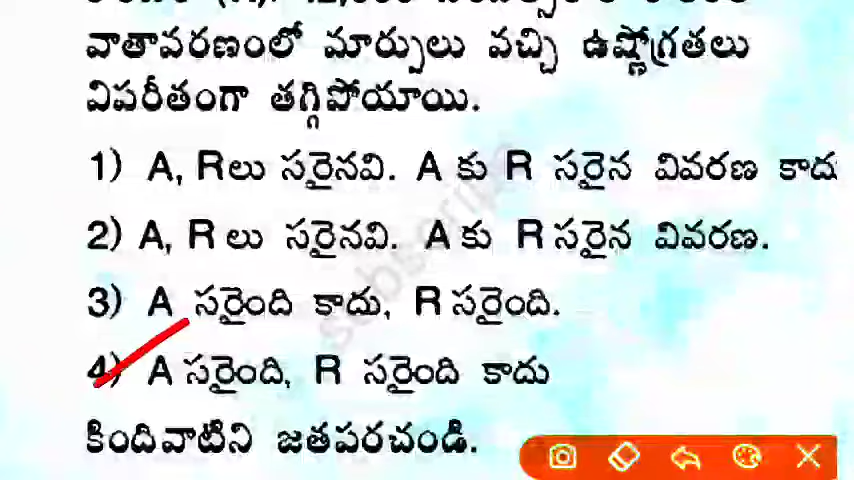 వాతావరణంలో మార్పులు వచ్చి ఉష్ణోగ్రతలు
విపరీతంగా తగ్గిపోయాయి.
1) A, Rలు సరైనవి. A కు R సరైన వివరణ కాదు
2) A, R లు సరైనవి. A కు R సరైన వివరణ.
3) A సరైంది కాదు, R సరైంది.
4) A సరైంది, R సరైంది కాదు
కిందివాటిని జతపరచండి.